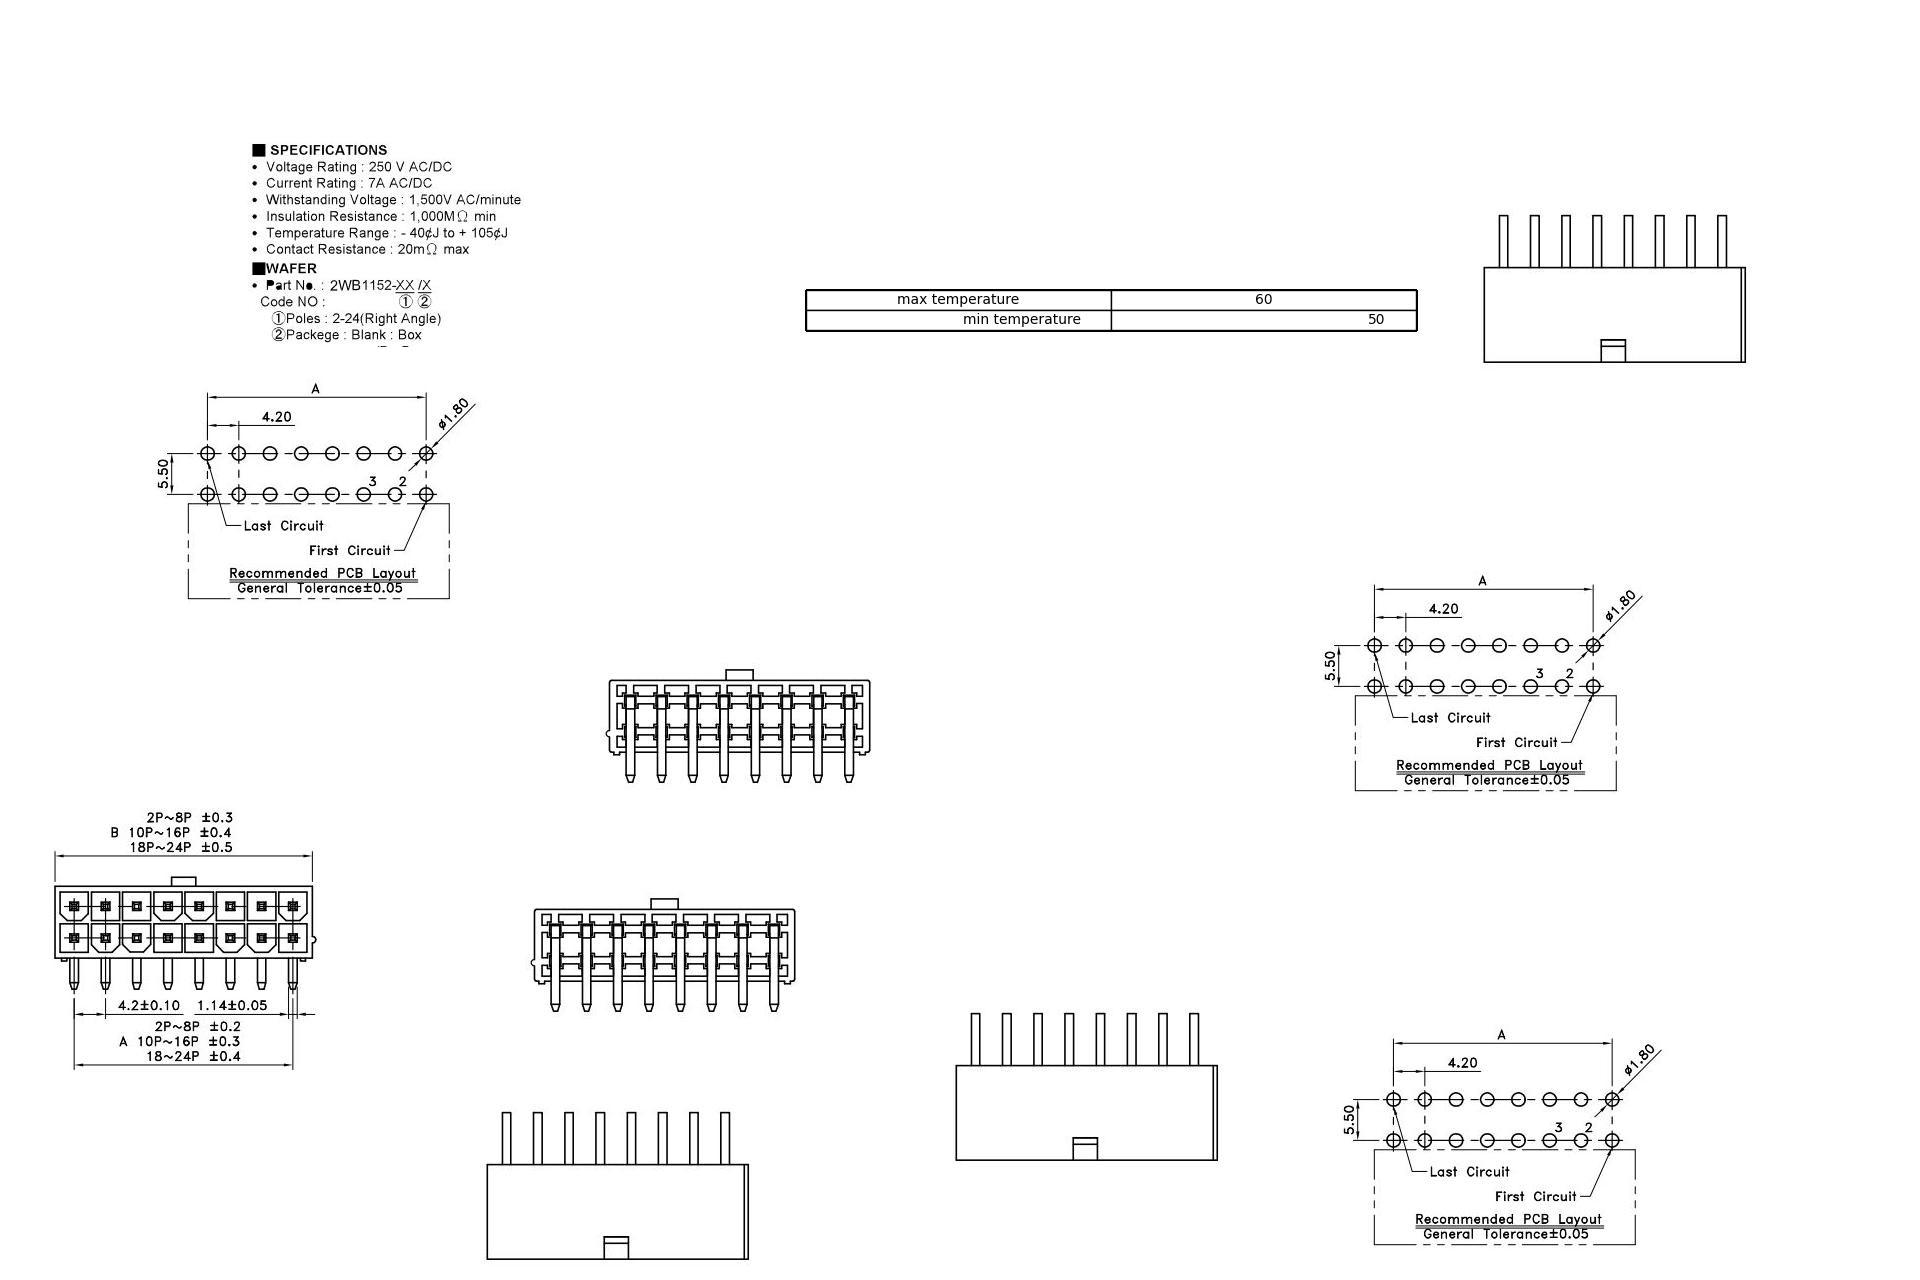 ■ SPECIFICATIONS
• Voltage Rating : 250 V AC/DC
• Current Rating : 7A AC/DC
• Withstanding Voltage : 1,500V AC/minute
• Insulation Resistance : 1,000MΩ min
• Temperature Range : - 40¢J to + 105¢J
• Contact Resistance : 20mΩ max
■WAFER
• Part No. : 2WB1152-XX /X
Code NO : ① ②
①Poles : 2-24(Right Angle)
②Packege : Blank : Box
max temperature 60
min temperature 50
A
4.20
ø1.80
5.50
3 2
Last Circuit
First Circuit
Recommended PCB Layout
General Tolerance±0.05
A
4.20
ø1.80
5.50
3 2
Last Circuit
First Circuit
Recommended PCB Layout
General Tolerance±0.05
2P~8P ±0.3
B 10P~16P ±0.4
18P~24P ±0.5
4.2±0.10 1.14±0.05
2P~8P ±0.2
A 10P~16P ±0.3
18~24P ±0.4
A
4.20
ø1.80
5.50
3 2
Last Circuit
First Circuit
Recommended PCB Layout
General Tolerance±0.05